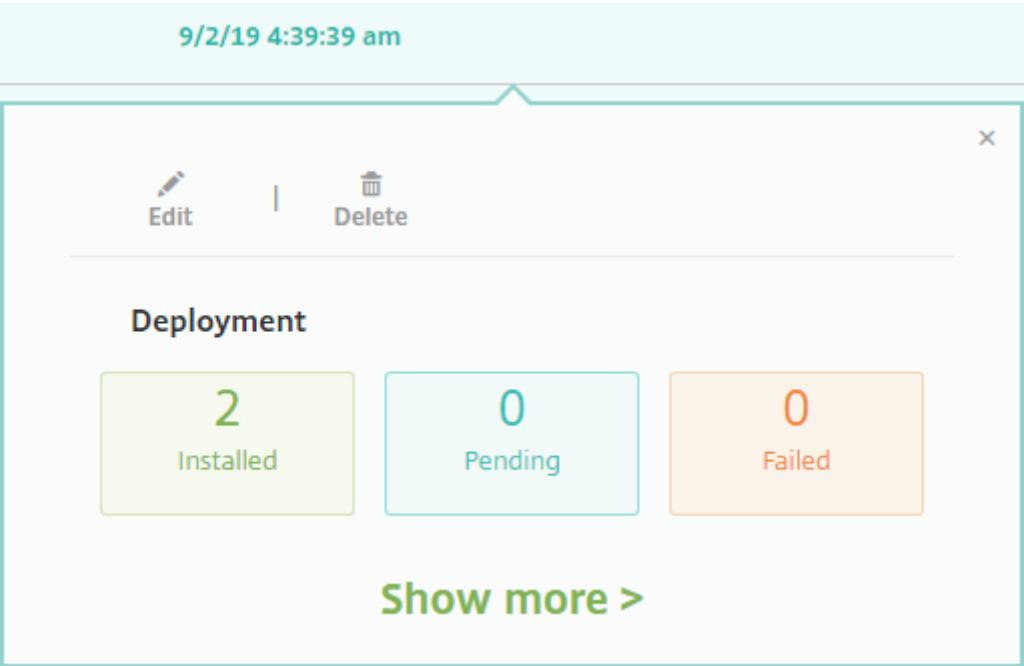 9/2/19 4:39:39 am
×
Edit | Delete
Deployment
2 0 0
Installed Pending Failed
Show more >